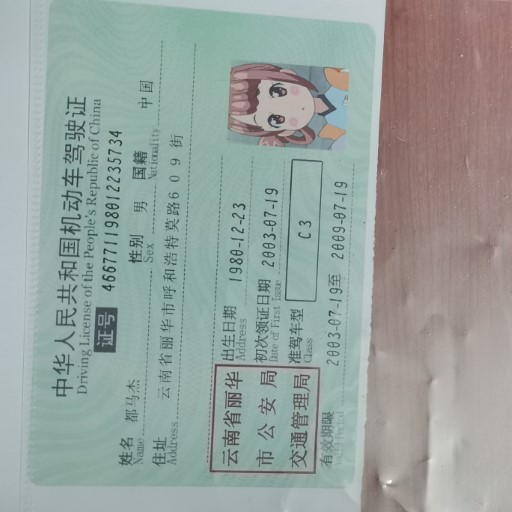 中华人民共和国机动车驾驶证
Driving License of the People's Republic of China
证号 466771198012235734
姓名 都马杰 性别 男 国籍 中国
Name Sex Nationality
住址 云南省丽华市呼和浩特莫路609街
Address
云南省丽华
市公安局
交通管理局
出生日期 1980-12-23
Address
初次领证日期 2003-07-19
Date of First Issue
准驾车型 C3
Class
有效期限 2003-07-19至 2009-07-19